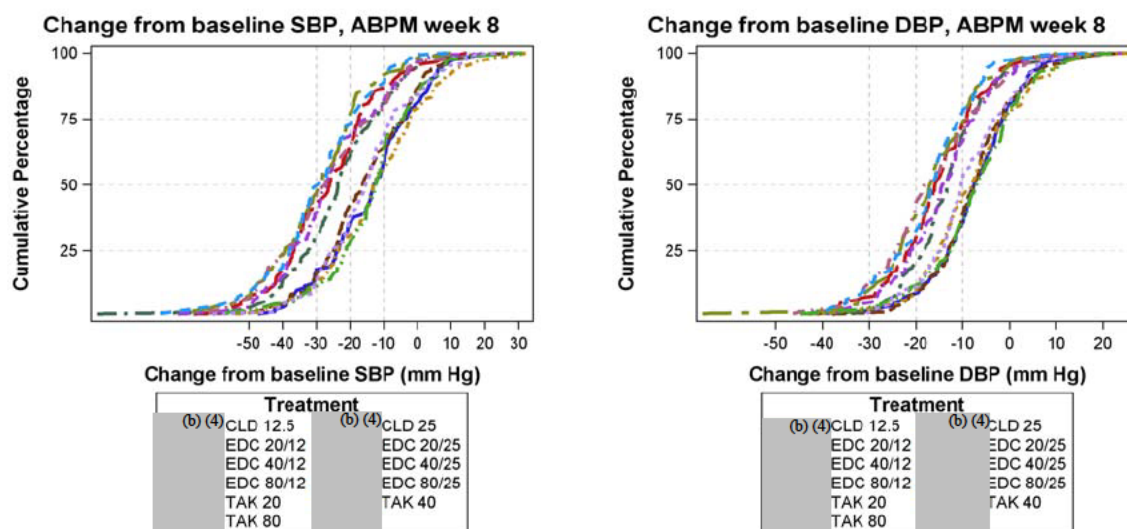 Change from baseline SBP, ABPM week 8
Cumulative Percentage
100
75
50
25
-50 -40 -30 -20 -10 0 10 20 32
Change from baseline SBP (mm Hg)
Treatment
(b) (4) CLD 12.5 (b) (4) CLD 25
EDC 20/12 EDC 20/25
EDC 40/12 EDC 40/25
EDC 80/12 EDC 80/25
TAK 20 TAK 40
TAK 80
Change from baseline DBP, ABPM week 8
Cumulative Percentage
100
75
50
25
-30 -20 -10 0 10 20
Change from baseline DBP (mm Hg)
Treatment
(b) (4) CLD 12.5 (b) (4) CLD 25
EDC 20/12 EDC 20/25
EDC 40/12 EDC 40/25
EDC 80/12 EDC 80/25
TAK 20 TAK 40
TAK 80